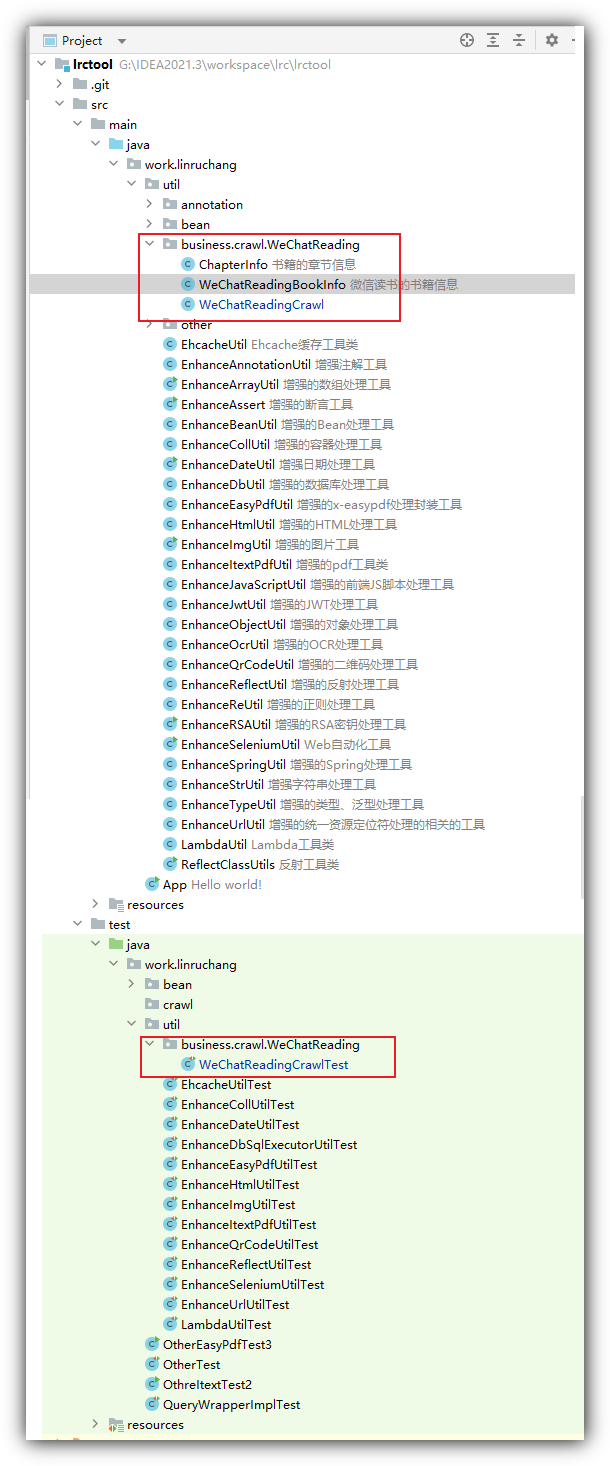 Project
lrctool G:\IDEA2021.3\workspace\lrc\lrctool
.git
src
main
java
work.linruchang
util
annotation
bean
business.crawl.WeChatReading
ChapterInfo 书籍的章节信息
WeChatReadingBookInfo 微信读书的书籍信息
WeChatReadingCrawl
other
EhcacheUtil Ehcache缓存工具类
EnhanceAnnotationUtil 增强注解工具
EnhanceArrayUtil 增强的数组处理工具
EnhanceAssert 增强的断言工具
EnhanceBeanUtil 增强的Bean处理工具
EnhanceCollUtil 增强的容器处理工具
EnhanceDateUtil 增强日期处理工具
EnhanceDbUtil 增强的数据库处理工具
EnhanceEasyPdfUtil 增强的x-easypdf处理封装工具
EnhanceHtmlUtil 增强的HTML处理工具
EnhanceImgUtil 增强的图片工具
EnhanceItextPdfUtil 增强的pdf工具类
EnhanceJavaScriptUtil 增强的前端JS脚本处理工具
EnhanceJwtUtil 增强的JWT处理工具
EnhanceObjectUtil 增强的对象处理工具
EnhanceOcrUtil 增强的OCR处理工具
EnhanceQrCodeUtil 增强的二维码处理工具
EnhanceReflectUtil 增强的反射处理工具
EnhanceReUtil 增强的正则处理工具
EnhanceRSAUtil 增强的RSA密钥处理工具
EnhanceSeleniumUtil Web自动化工具
EnhanceSpringUtil 增强的Spring处理工具
EnhanceStrUtil 增强字符串处理工具
EnhanceTypeUtil 增强的类型、泛型处理工具
EnhanceUrlUtil 增强的统一资源定位符处理的相关的工具
LambdaUtil Lambda工具类
ReflectClassUtils 反射工具类
App Hello world!
resources
test
java
work.linruchang
bean
crawl
util
business.crawl.WeChatReading
WeChatReadingCrawlTest
EhcacheUtilTest
EnhanceCollUtilTest
EnhanceDateUtilTest
EnhanceDbSqlExecutorUtilTest
EnhanceEasyPdfUtilTest
EnhanceHtmlUtilTest
EnhanceImgUtilTest
EnhanceItextPdfUtilTest
EnhanceQrCodeUtilTest
EnhanceReflectUtilTest
EnhanceSeleniumUtilTest
EnhanceUrlUtilTest
LambdaUtilTest
OtherEasyPdfTest3
OtherTest
OthreItextTest2
QueryWrapperImplTest
resources